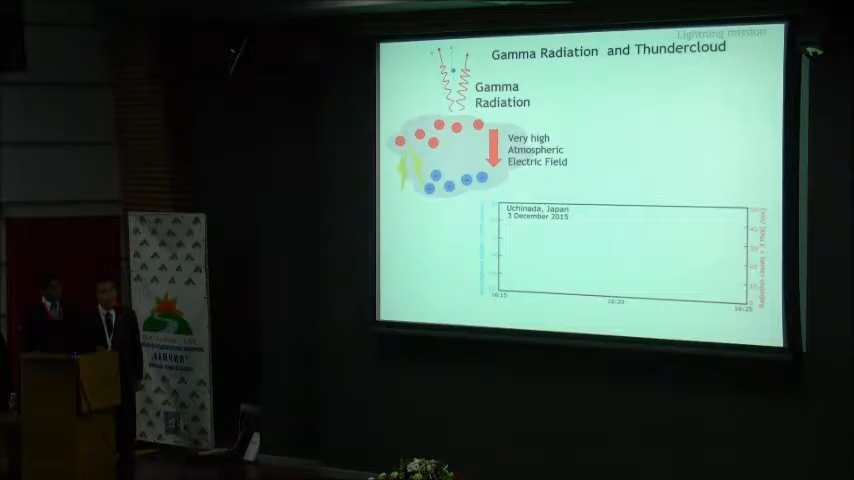 Lightning mission
Gamma Radiation and Thundercloud
Gamma
Radiation
Very high
Atmospheric
Electric Field
Uchinada, Japan
3 December 2015
16:15
16:20
16:25
"КАМЧИЯ"